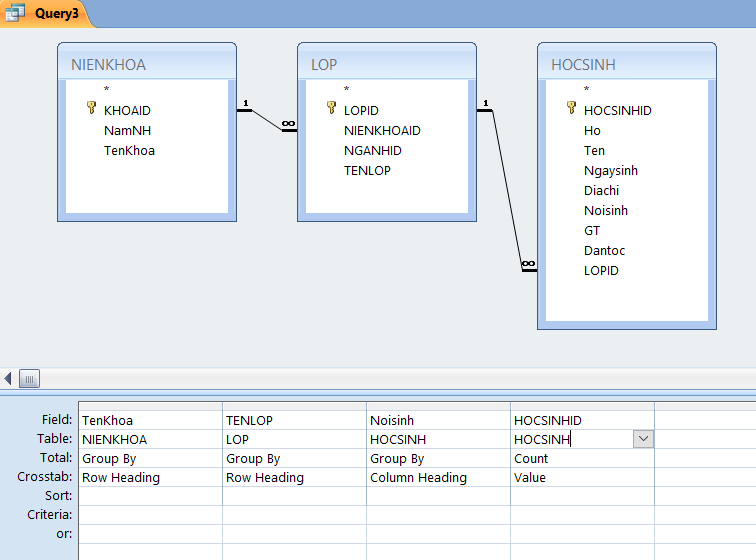 Query3
NIENKHOA
*
KHOAID
NamNH
TenKhoa
1
∞
LOP
*
LOPID
NIENKHOAID
NGANHID
TENLOP
1
∞
HOCSINH
*
HOCSINHID
Ho
Ten
Ngaysinh
Diachi
Noisinh
GT
Dantoc
LOPID
Field: TenKhoa TENLOP Noisinh HOCSINHID
Table: NIENKHOA LOP HOCSINH HOCSINH
Total: Group By Group By Group By Count
Crosstab: Row Heading Row Heading Column Heading Value
Sort:
Criteria:
or: